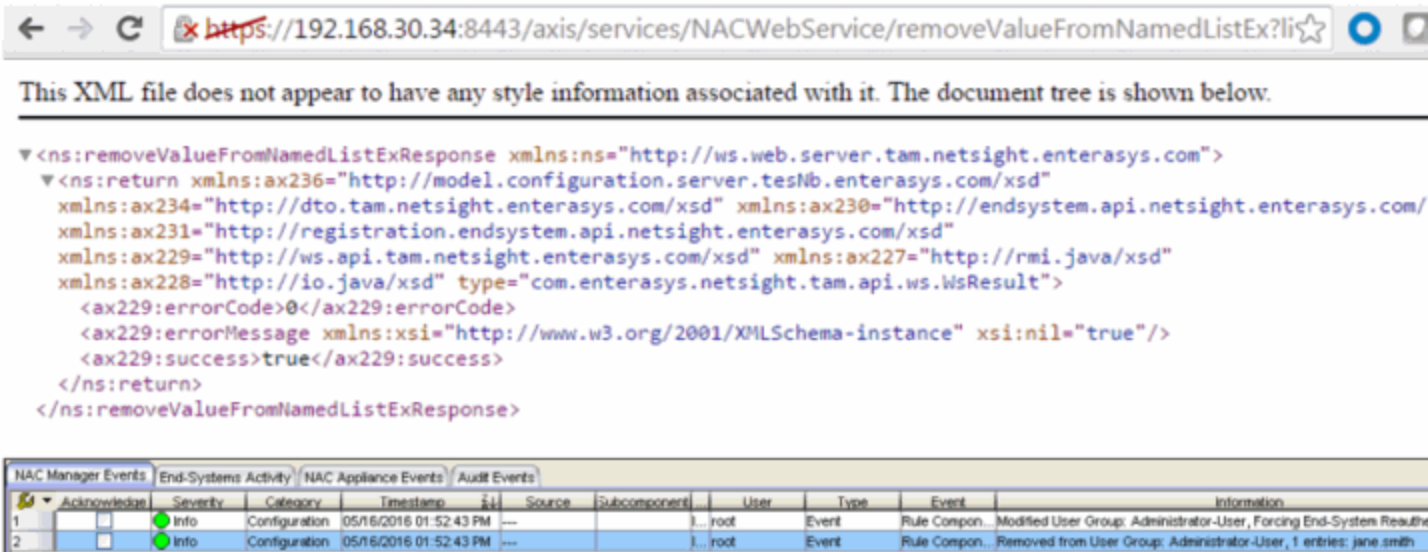 https://192.168.30.34:8443/axis/services/NACWebService/removeValueFromNamedListEx?li
This XML file does not appear to have any style information associated with it. The document tree is shown below.
▼<ns:removeValueFromNamedListExResponse xmlns:ns="http://ws.web.server.tam.netsight.enterasys.com">
▼<ns:return xmlns:ax236="http://model.configuration.server.tesNb.enterasys.com/xsd"
xmlns:ax234="http://dto.tam.netsight.enterasys.com/xsd" xmlns:ax230="http://endsystem.api.netsight.enterasys.com/
xmlns:ax231="http://registration.endsystem.api.netsight.enterasys.com/xsd"
xmlns:ax229="http://ws.api.tam.netsight.enterasys.com/xsd" xmlns:ax227="http://rmi.java/xsd"
xmlns:ax228="http://io.java/xsd" type="com.enterasys.netsight.tam.api.ws.WsResult">
<ax229:errorCode>0</ax229:errorCode>
<ax229:errorMessage xmlns:xsi="http://www.w3.org/2001/XMLSchema-instance" xsi:nil="true"/>
<ax229:success>true</ax229:success>
</ns:return>
</ns:removeValueFromNamedListExResponse>
NAC Manager Events End-Systems Activity NAC Appliance Events Audit Events
Acknowledge Severity Category Timestamp Source Subcomponent ... User Type Event Information
1 Info Configuration 05/16/2016 01:52:43 PM --- I... root Event Rule Compon... Modified User Group: Administrator-User, Forcing End-System Reauthe
2 Info Configuration 05/16/2016 01:52:43 PM --- I... root Event Rule Compon... Removed from User Group: Administrator-User, 1 entries: jane.smith